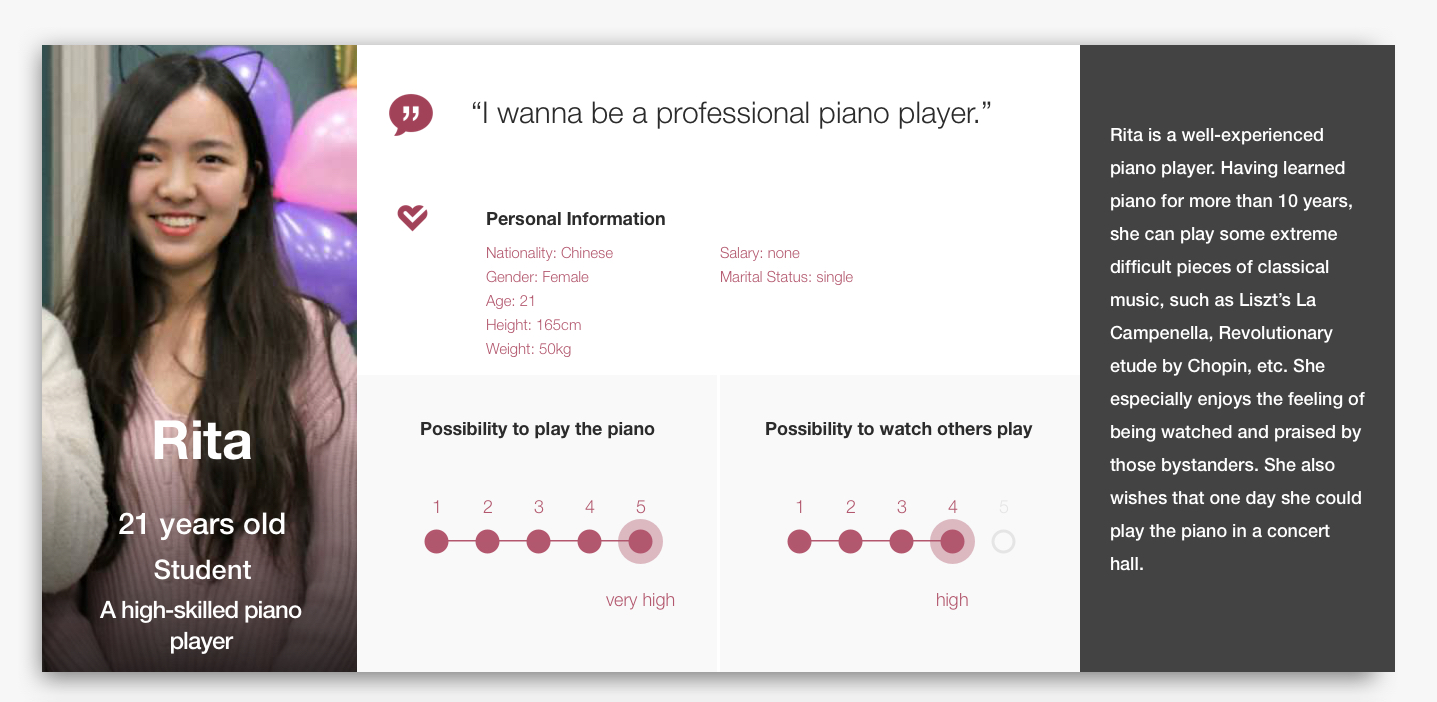 Rita
21 years old
Student
A high-skilled piano
player
“I wanna be a professional piano player.”
Personal Information
Nationality: Chinese
Gender: Female
Age: 21
Height: 165cm
Weight: 50kg
Salary: none
Marital Status: single
Possibility to play the piano
1 2 3 4 5
very high
Possibility to watch others play
1 2 3 4 5
high
Rita is a well-experienced
piano player. Having learned
piano for more than 10 years,
she can play some extreme
difficult pieces of classical
music, such as Liszt’s La
Campenella, Revolutionary
etude by Chopin, etc. She
especially enjoys the feeling of
being watched and praised by
those bystanders. She also
wishes that one day she could
play the piano in a concert
hall.